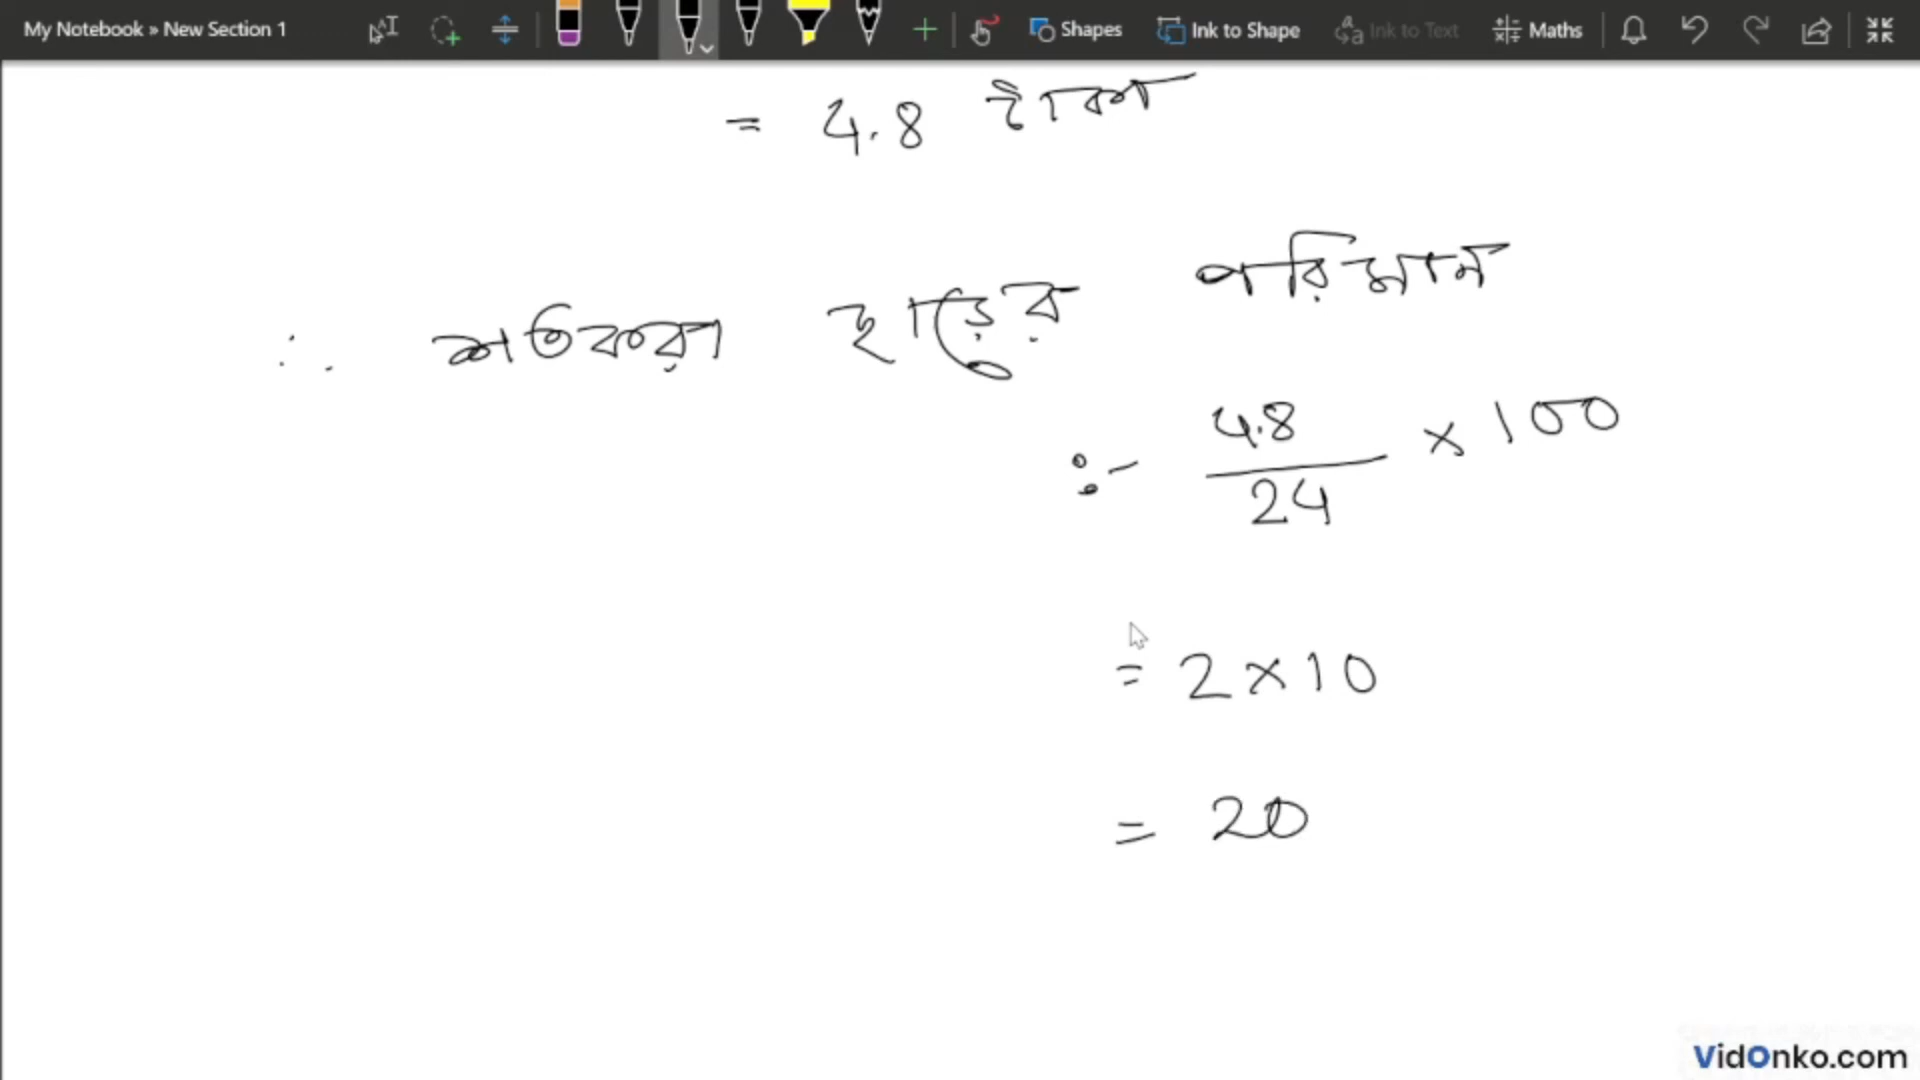 My Notebook » New Section 1 Shapes Ink to Shape Ink to Text Maths
= 4.8 টাকা
∴ শতকরা ছাড়ের পরিমান
:- 4.8/24 × 100
= 2 × 10
= 20
VidOnko.com